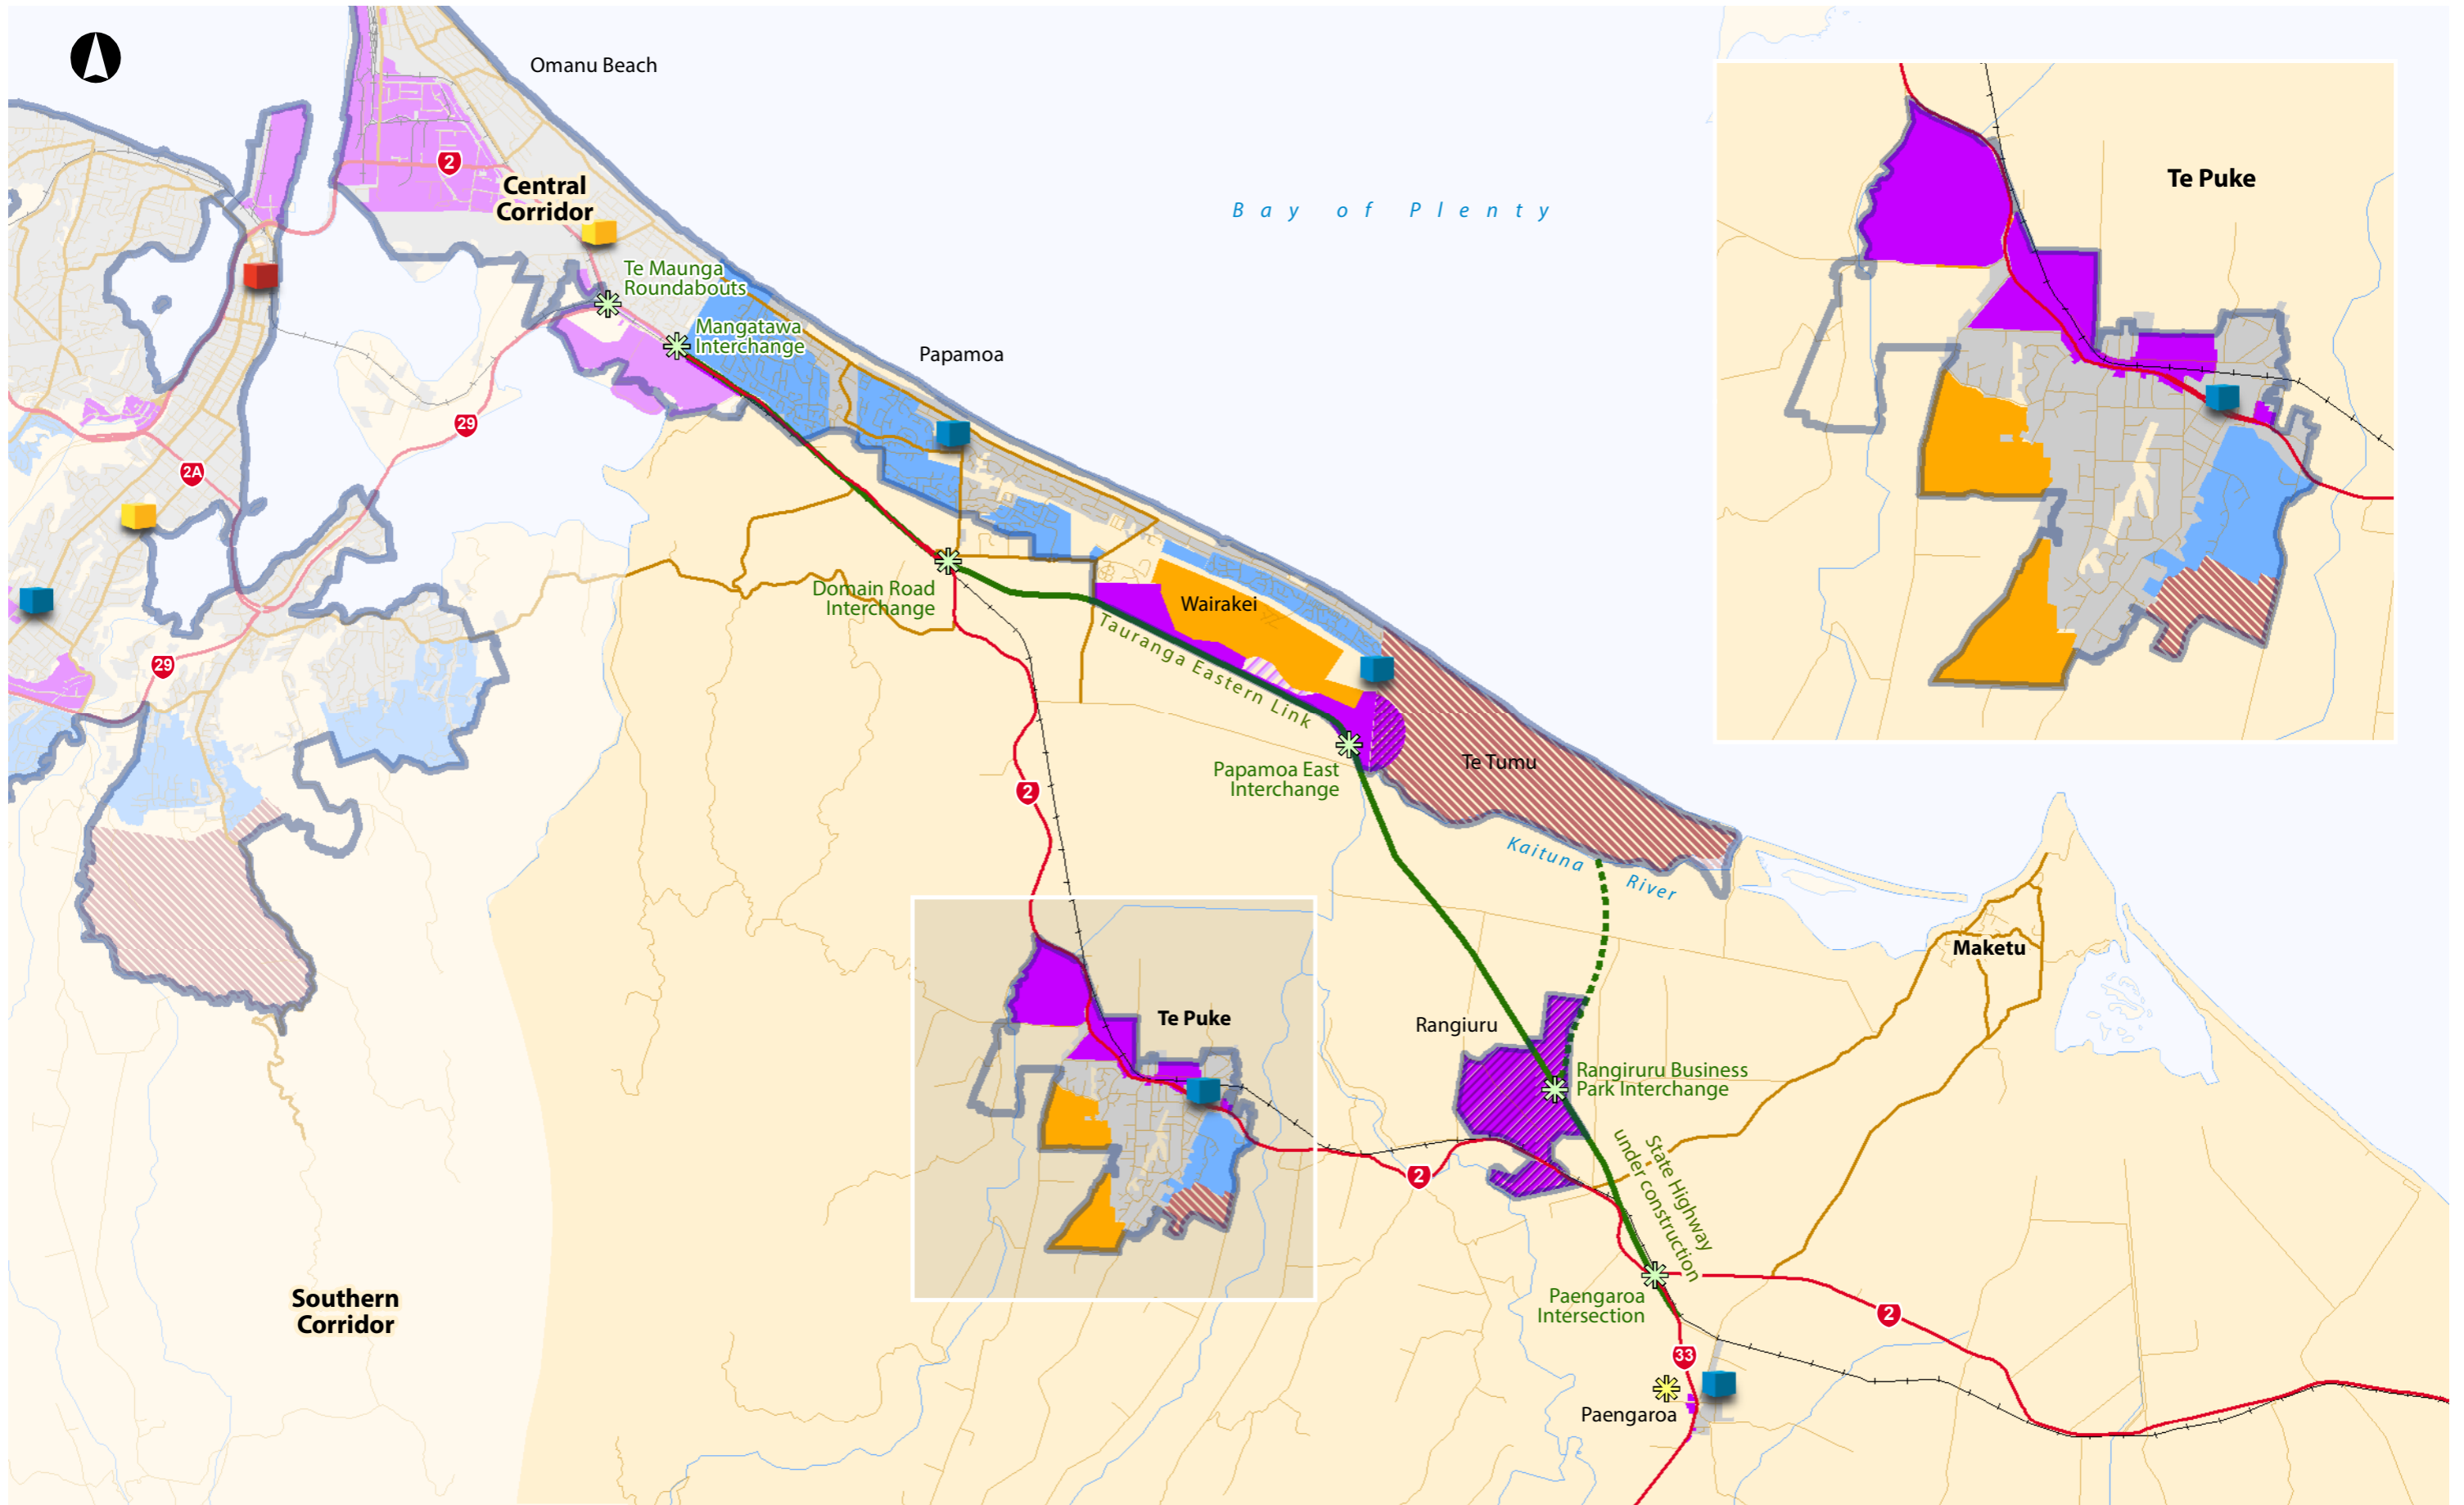 Omanu Beach
2
Central
Corridor
Bay of Plenty
Te Puke
Te Maunga
Roundabouts
Mangatawa
Interchange
Papamoa
29
2A
Domain Road
Interchange
Wairakei
Tauranga Eastern Link
29
Te Tumu
Papamoa East
Interchange
2
Kaituna River
Maketu
Te Puke
Rangiuru
Rangiruru Business
Park Interchange
2
State Highway
under construction
Southern
Corridor
Paengaroa
Intersection
2
33
Paengaroa